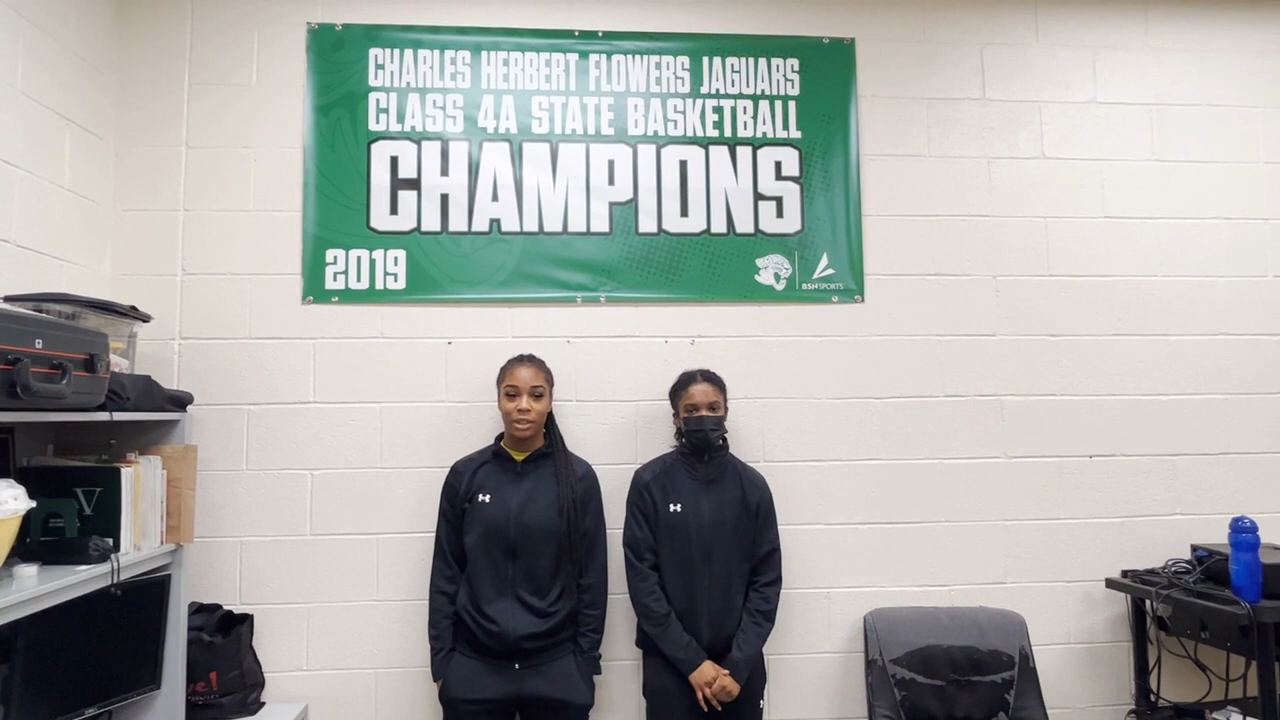 CHARLES HERBERT FLOWERS JAGUARS
CLASS 4A STATE BASKETBALL
CHAMPIONS
2019
BSN SPORTS
V